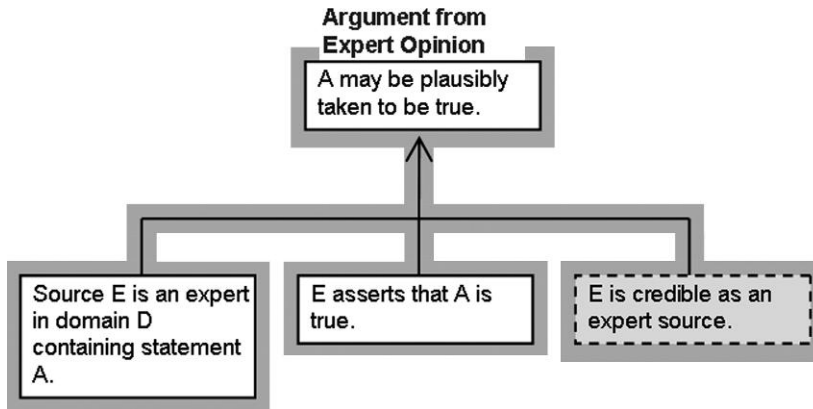 Argument from
Expert Opinion
A may be plausibly
taken to be true.
Source E is an expert
in domain D
containing statement
A.
E asserts that A is
true.
E is credible as an
expert source.